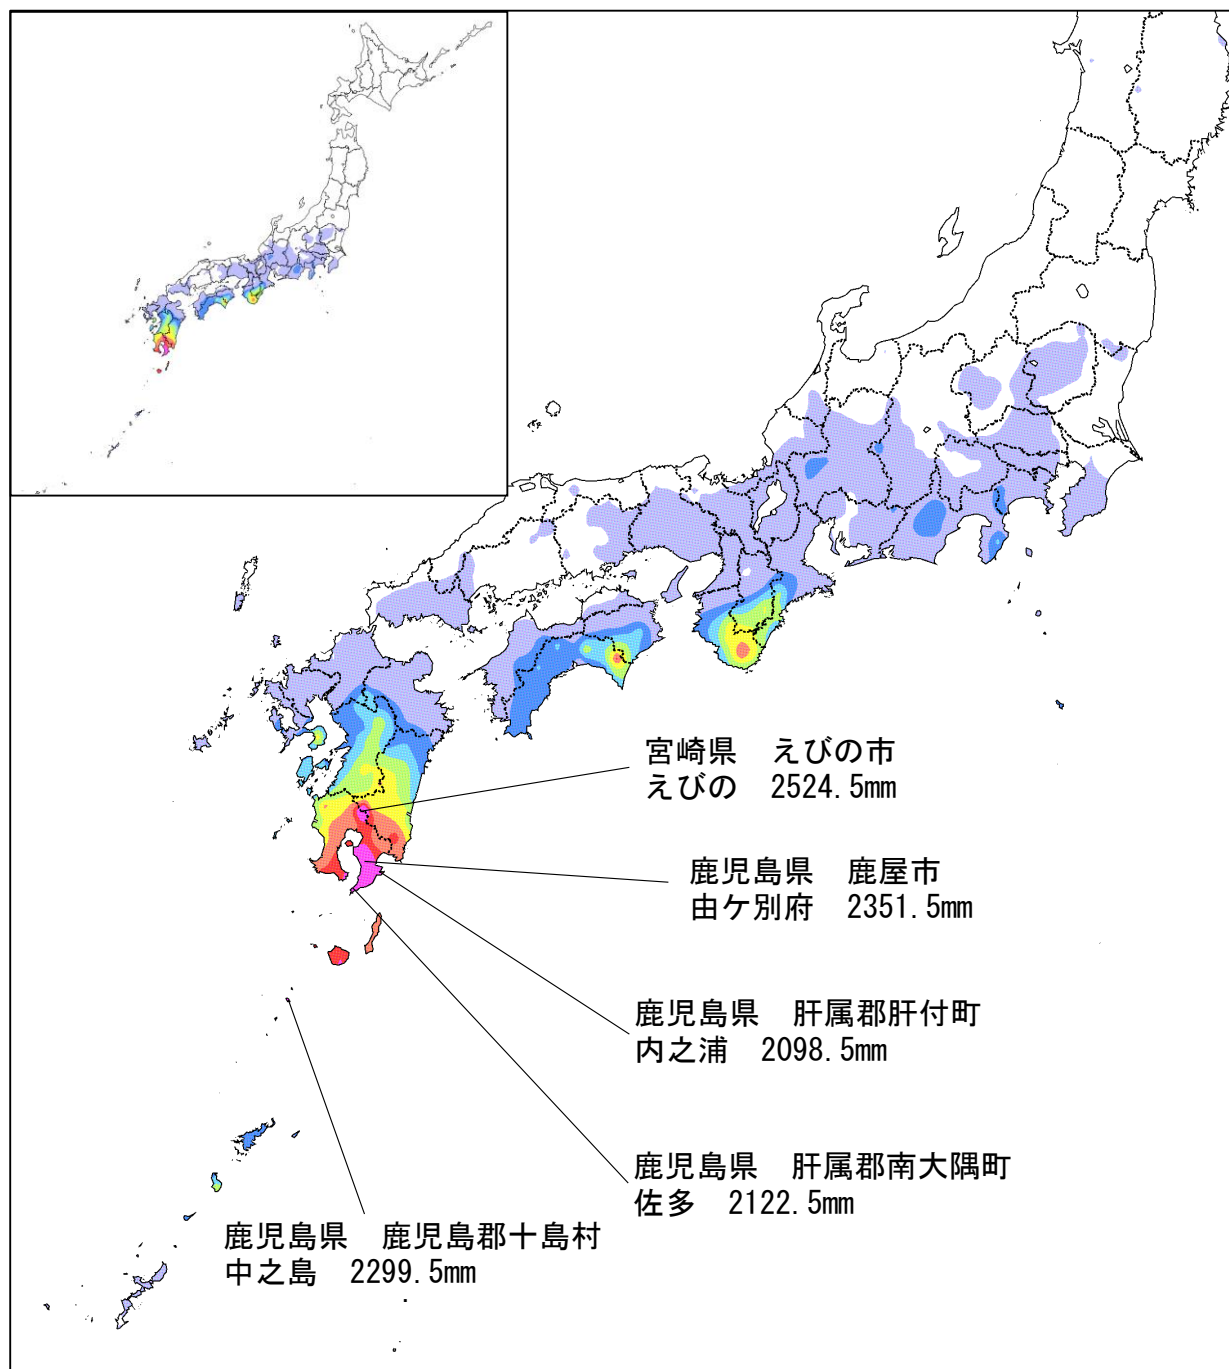 宮崎県　えびの市
えびの　2524.5mm
鹿児島県　鹿屋市
由ケ別府　2351.5mm
鹿児島県　肝属郡肝付町
内之浦　2098.5mm
鹿児島県　肝属郡南大隅町
佐多　2122.5mm
鹿児島県　鹿児島郡十島村
中之島　2299.5mm